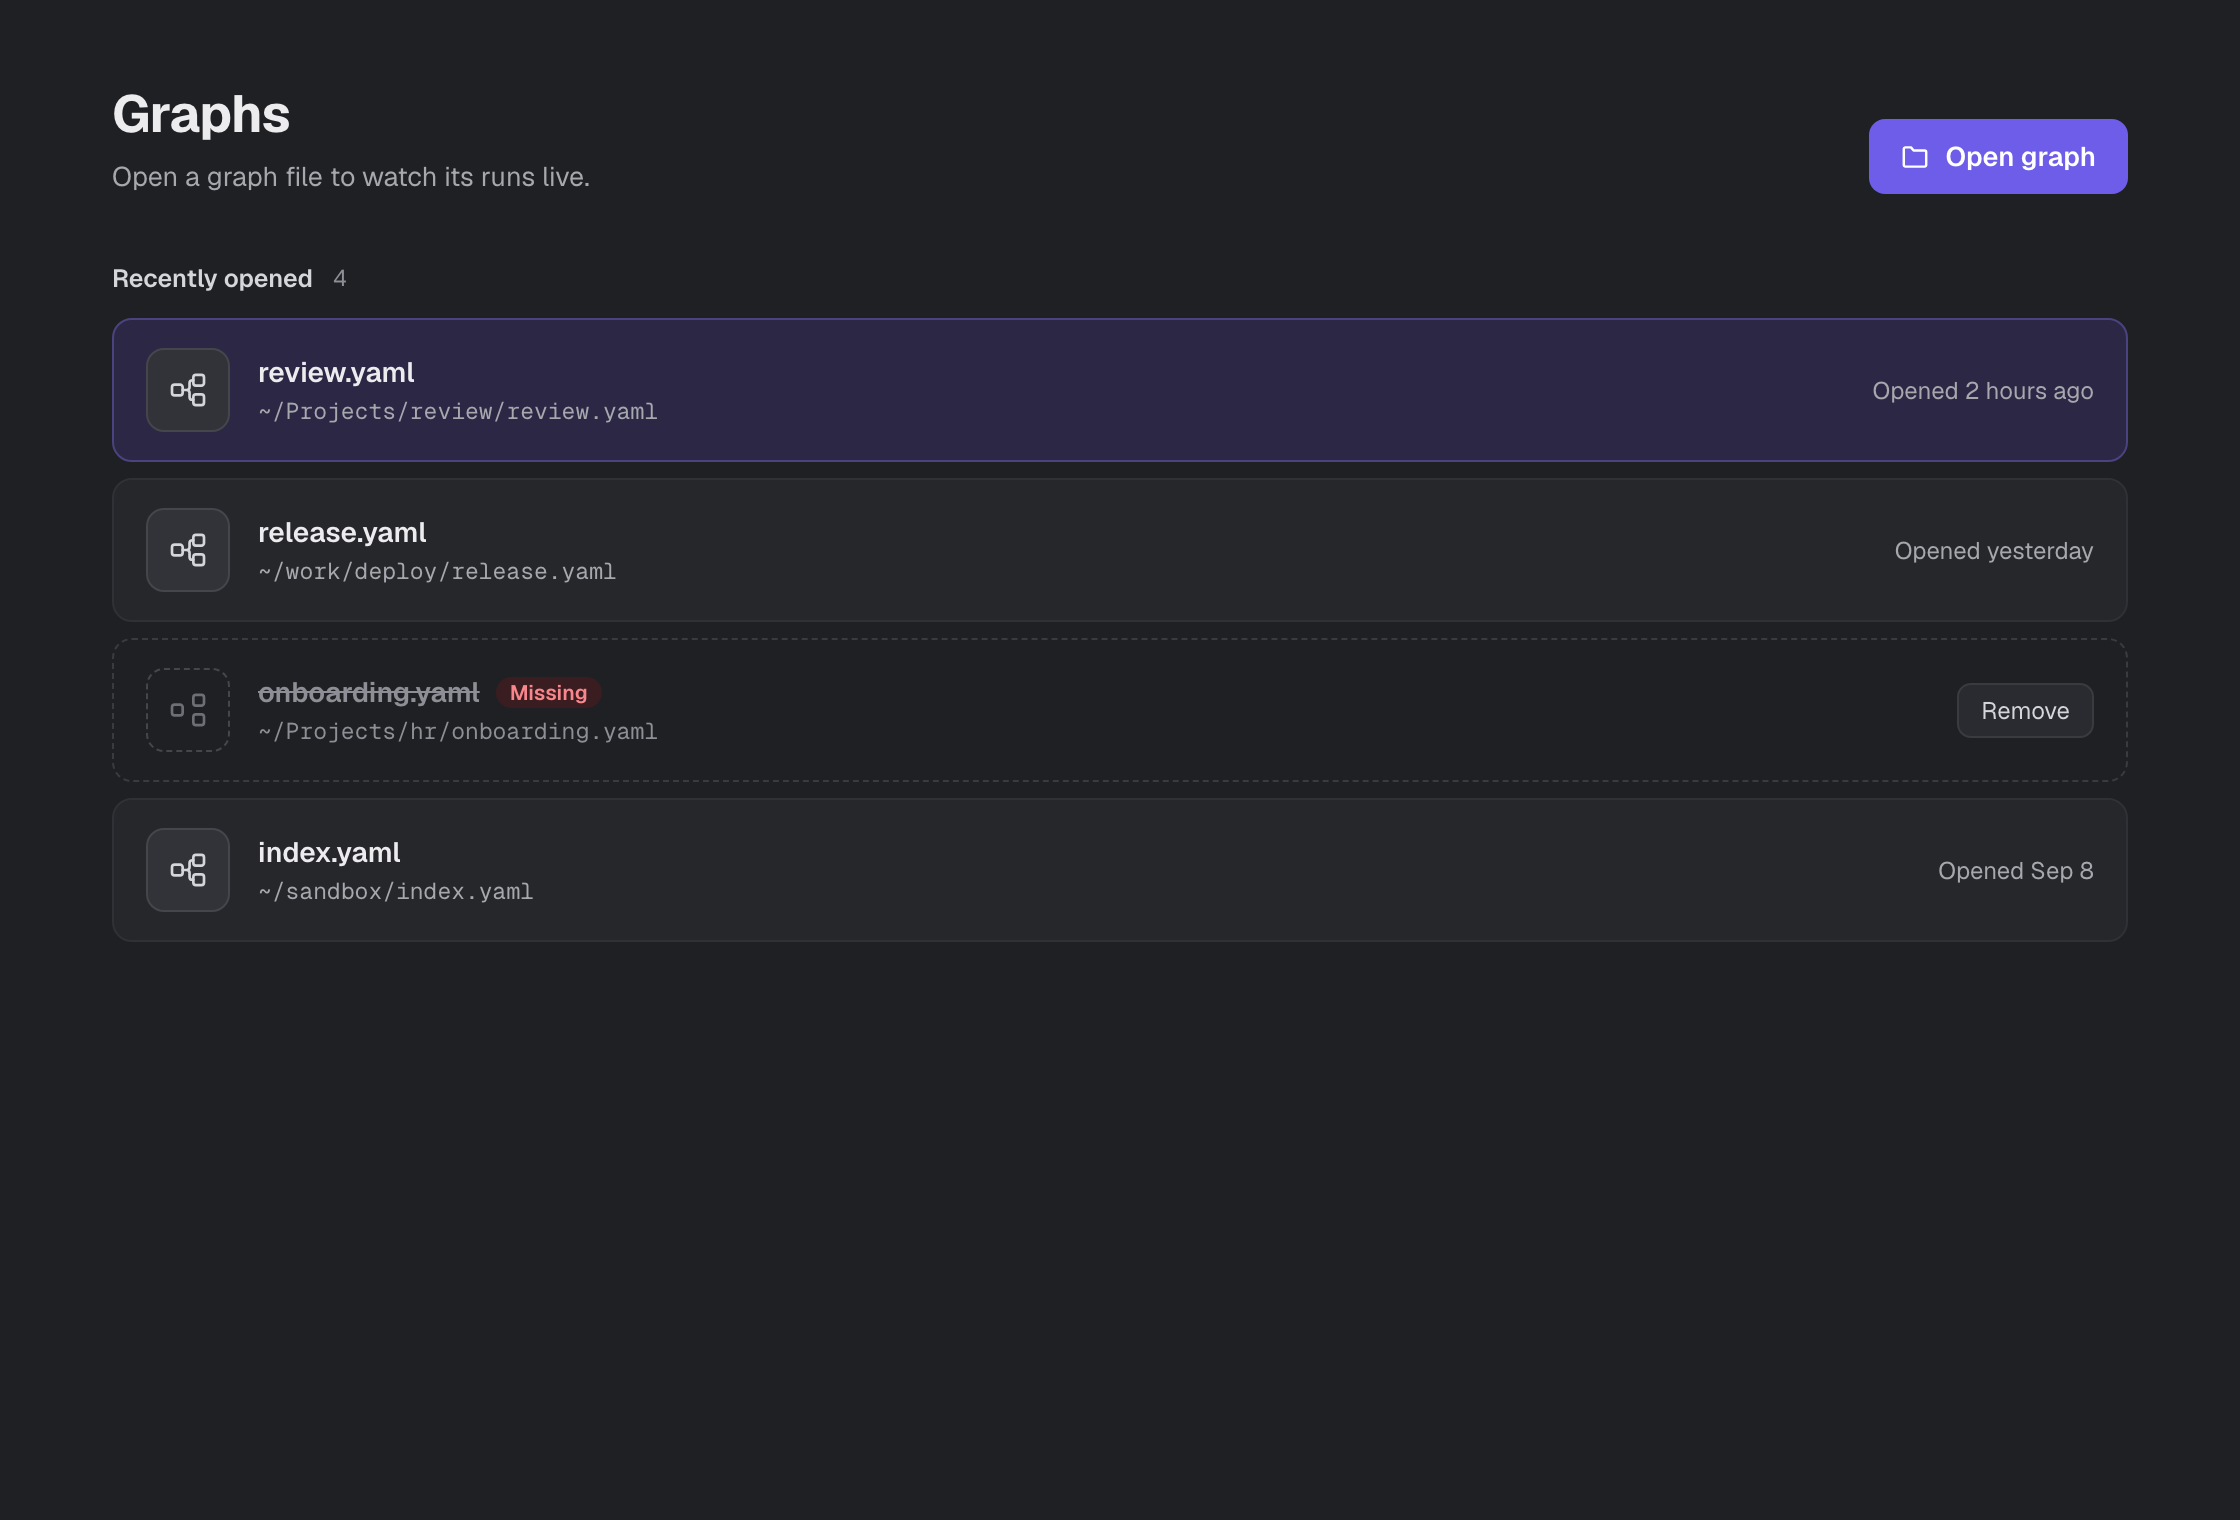 Graphs
Open a graph file to watch its runs live.
Open graph
Recently opened 4
review.yaml
~/Projects/review/review.yaml
Opened 2 hours ago
release.yaml
~/work/deploy/release.yaml
Opened yesterday
onboarding.yaml Missing
~/Projects/hr/onboarding.yaml
Remove
index.yaml
~/sandbox/index.yaml
Opened Sep 8